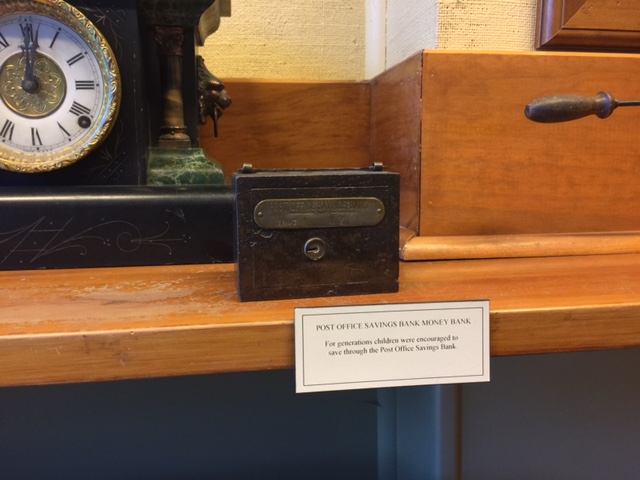 POST OFFICE SAVINGS BANK MONEY BANK
For generations children were encouraged to
save through the Post Office Savings Bank.